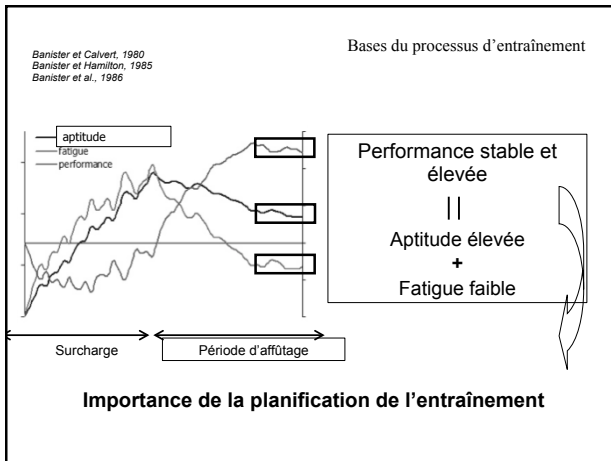 Bases du processus d’entraînement
Banister et Calvert, 1980
Banister et Hamilton, 1985
Banister et al., 1986
aptitude
fatigue
performance
Performance stable et
élevée
=
Aptitude élevée
+
Fatigue faible
Surcharge
Période d’affûtage
Importance de la planification de l’entraînement